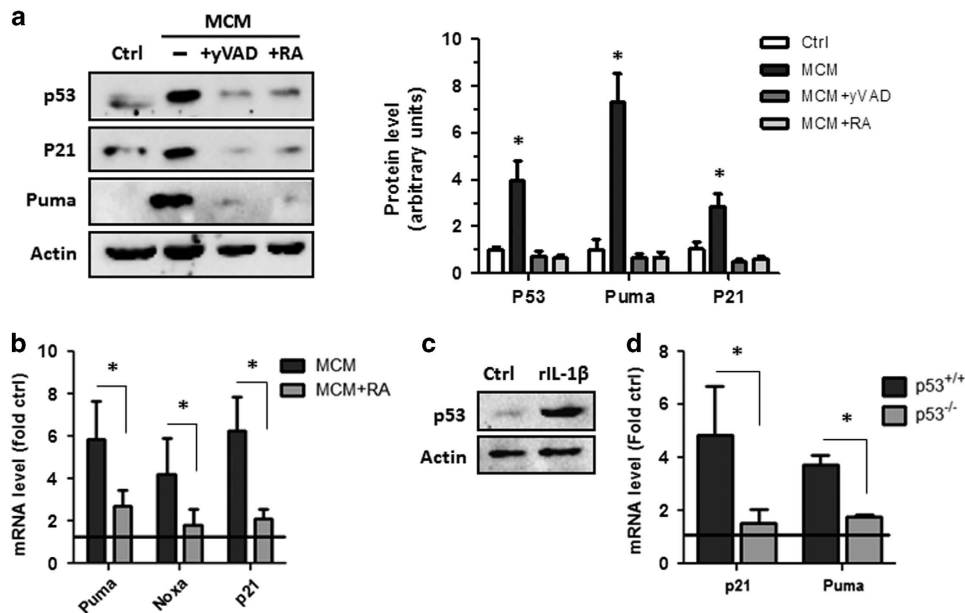 a
MCM
Ctrl – +yVAD +RA
p53
P21
Puma
Actin
Protein level
(arbitrary units)
10
8
6
4
2
0
* * *
P53 Puma P21
Ctrl
MCM
MCM+yVAD
MCM+RA
b
mRNA level (fold ctrl)
10
8
6
4
2
0
* * *
Puma Noxa p21
MCM
MCM+RA
c
Ctrl rIL-1β
p53
Actin
d
mRNA level (Fold ctrl)
8
6
4
2
0
* *
p21 Puma
p53+/+
p53-/-